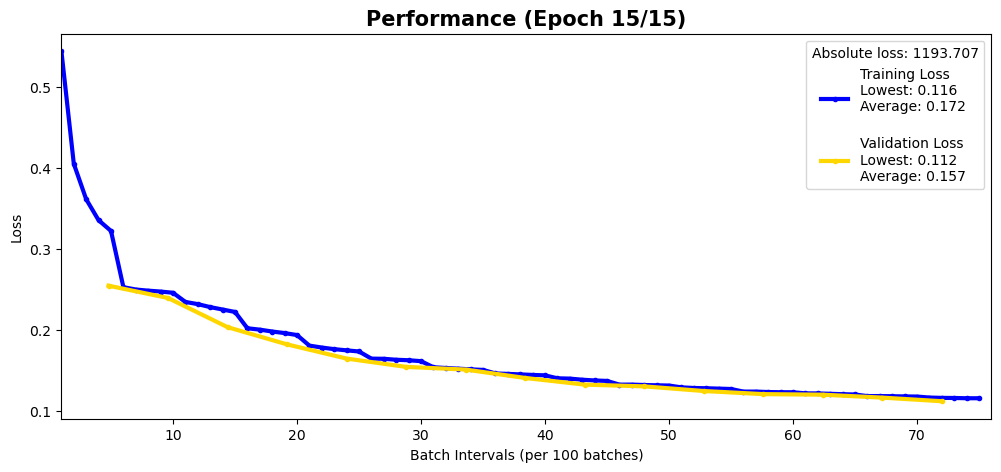 Performance (Epoch 15/15)
Absolute loss: 1193.707
Training Loss
Lowest: 0.116
Average: 0.172
Validation Loss
Lowest: 0.112
Average: 0.157
Loss
0.5
0.4
0.3
0.2
0.1
10 20 30 40 50 60 70
Batch Intervals (per 100 batches)